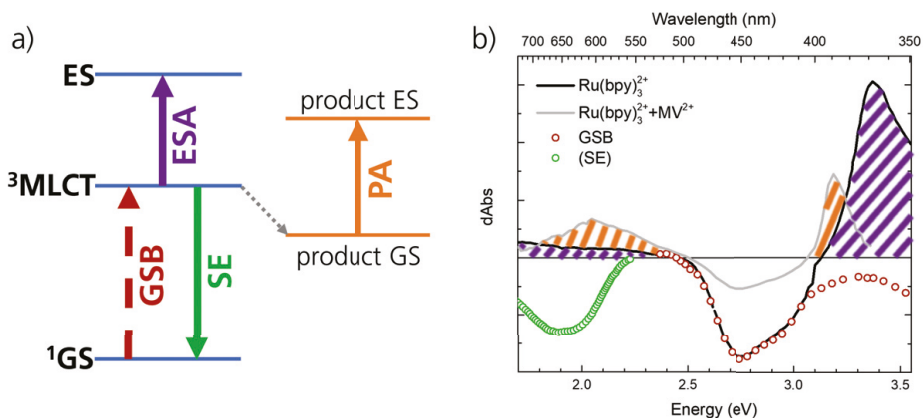 a)
ES
ESA
³MLCT
GSB
SE
¹GS
product ES
PA
product GS
b)
Wavelength (nm)
700 650 600 550 500 450 400 350
Ru(bpy)₃²⁺
Ru(bpy)₃²⁺+MV²⁺
GSB
(SE)
dAbs
2.0 2.5 3.0 3.5
Energy (eV)